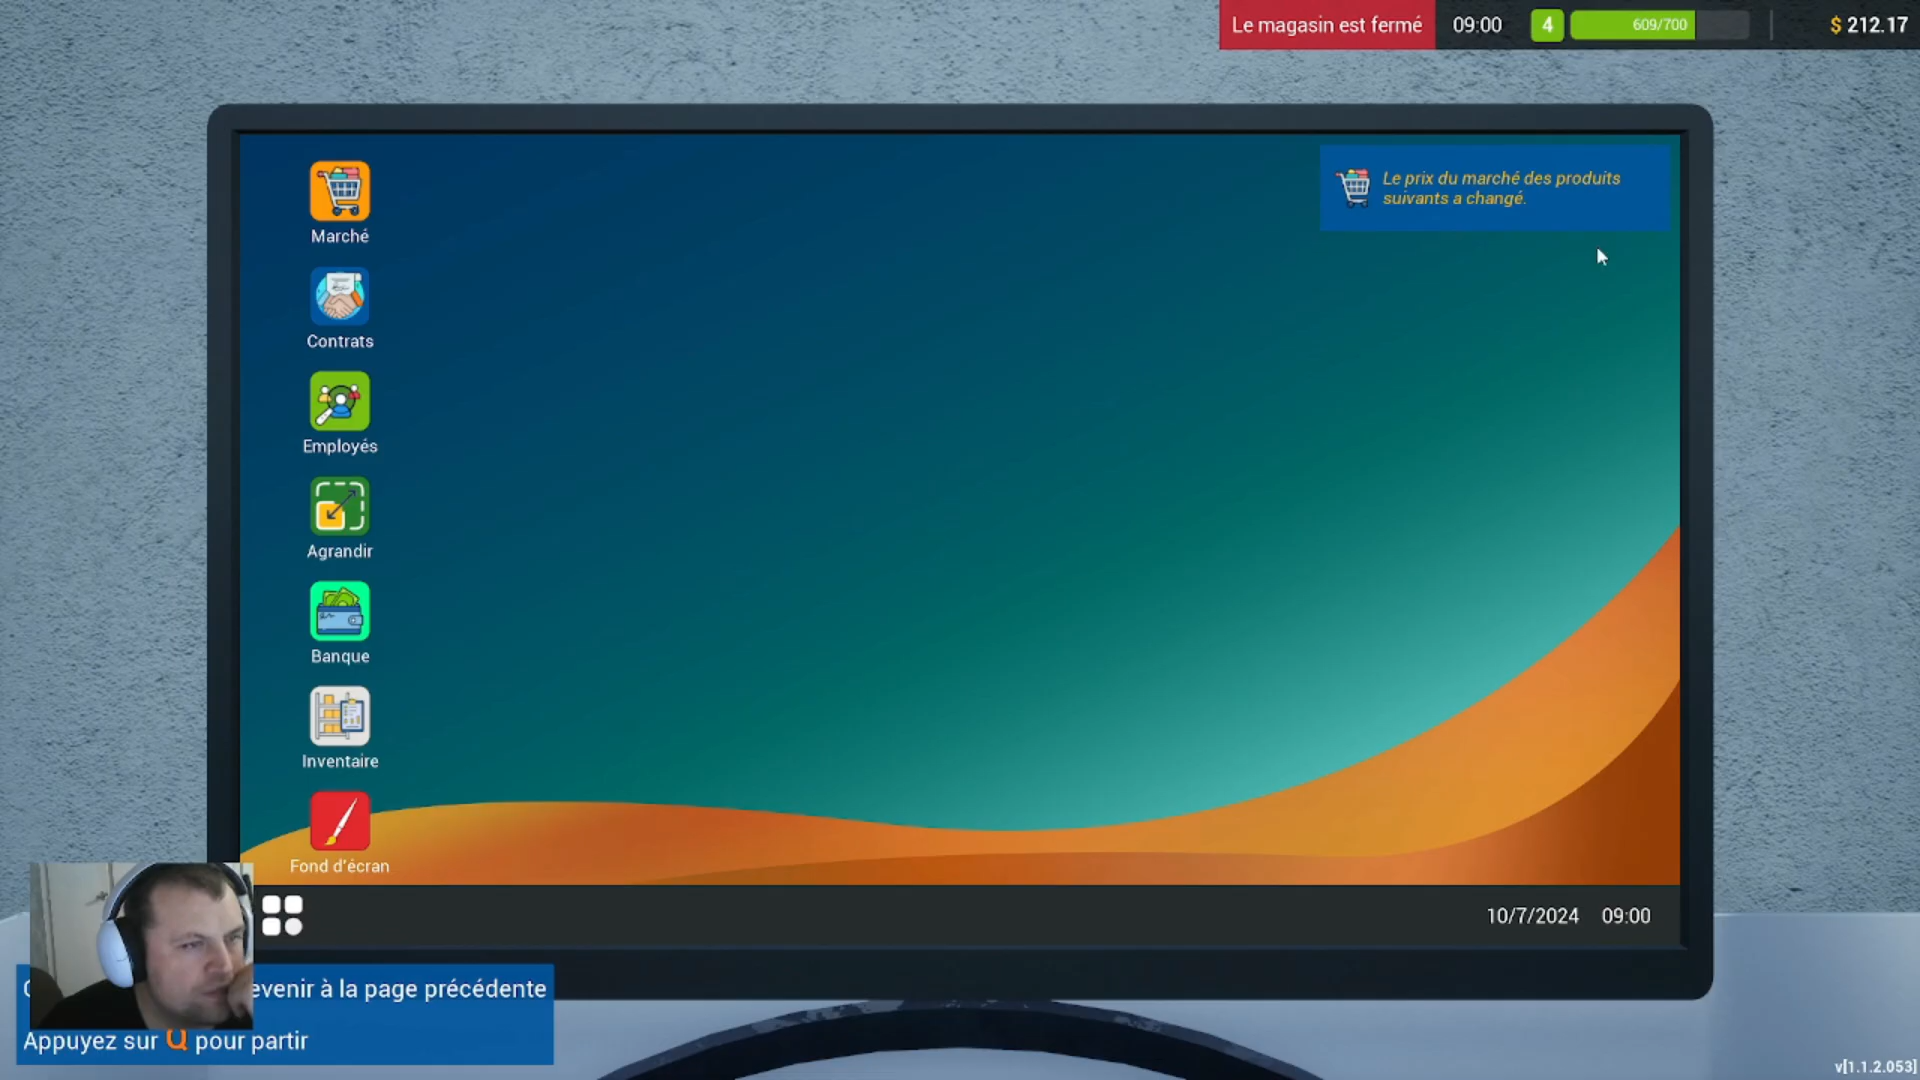 Le magasin est fermé
09:00
4
609/700
$ 212.17
Marché
Le prix du marché des produits
suivants a changé.
Contrats
Employés
Agrandir
Banque
Inventaire
Fond d'écran
10/7/2024
09:00
à la page précédente
Appuyez sur Q pour partir
v[1.1.2.053]